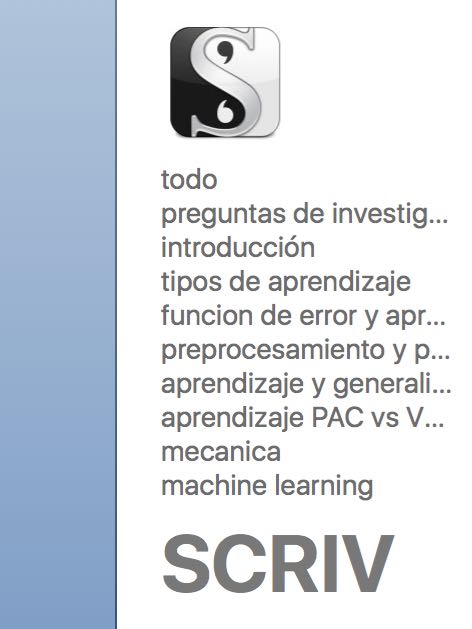 todo
preguntas de investig...
introducción
tipos de aprendizaje
funcion de error y apr...
preprocesamiento y p...
aprendizaje y generali...
aprendizaje PAC vs V...
mecanica
machine learning
SCRIV